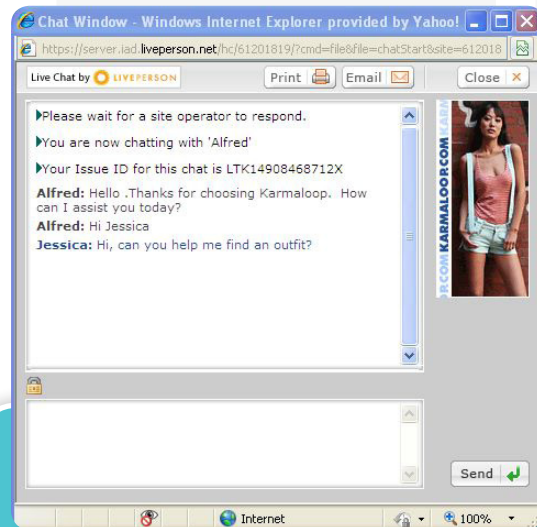 Chat Window - Windows Internet Explorer provided by Yahoo!
https://server.iad.liveperson.net/hc/61201819/?cmd=file&file=chatStart&site=612018
Live Chat by LIVEPERSON Print Email Close
Please wait for a site operator to respond.
You are now chatting with 'Alfred'
Your Issue ID for this chat is LTK14908468712X
Alfred: Hello .Thanks for choosing Karmaloop. How
can I assist you today?
Alfred: Hi Jessica
Jessica: Hi, can you help me find an outfit?
R.COM KARMALOOP.COM KARM
Send
Internet 100%